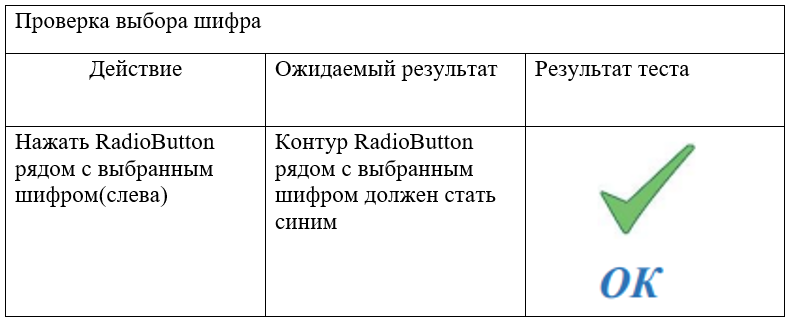 Проверка выбора шифра
Действие
Ожидаемый результат
Результат теста
Нажать RadioButton
рядом с выбранным
шифром(слева)
Контур RadioButton
рядом с выбранным
шифром должен стать
синим
ОК